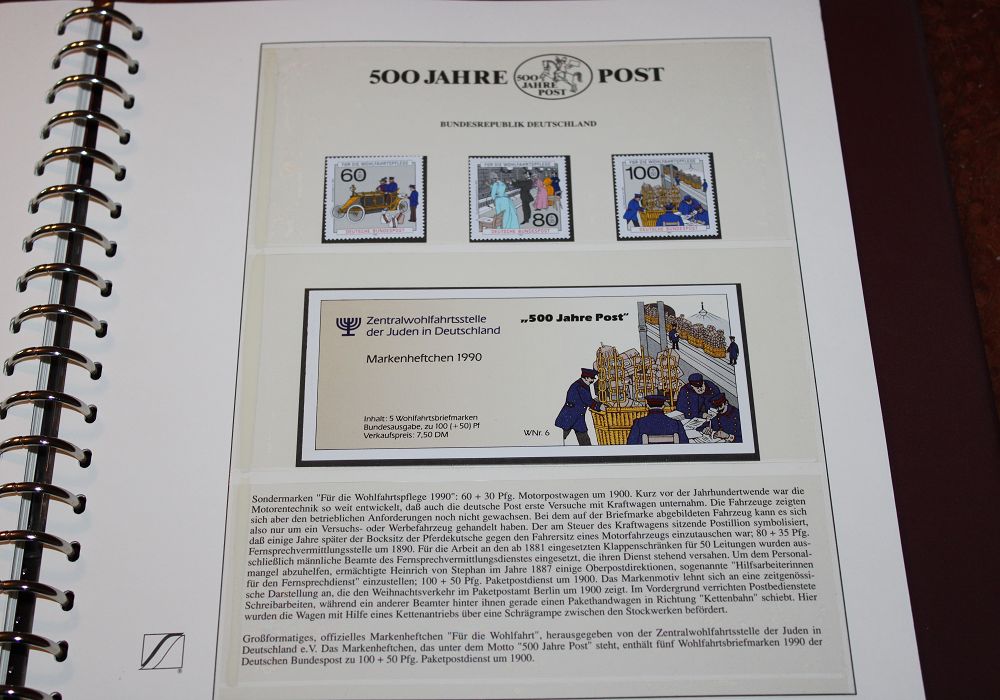 500 JAHRE POST
500
JAHRE
POST
BUNDESREPUBLIK DEUTSCHLAND
FÜR DIE WOHLFAHRTSPFLEGE
60
DEUTSCHE BUNDESPOST
FÜR DIE WOHLFAHRTSPFLEGE
80
DEUTSCHE BUNDESPOST
FÜR DIE WOHLFAHRTSPFLEGE
100
DEUTSCHE BUNDESPOST
Zentralwohlfahrtsstelle
der Juden in Deutschland
„500 Jahre Post"
Markenheftchen 1990
Inhalt: 5 Wohlfahrtsbriefmarken
Bundesausgabe, zu 100 (+50) Pf
Verkaufspreis: 7,50 DM
WNr. 6
Sondermarken "Für die Wohlfahrtspflege 1990": 60 + 30 Pfg. Motorpostwagen um 1900. Kurz vor der Jahrhundertwende war die
Motorentechnik so weit entwickelt, daß auch die deutsche Post erste Versuche mit Kraftwagen unternahm. Die Fahrzeuge zeigten
sich aber den betrieblichen Anforderungen noch nicht gewachsen. Bei dem auf der Briefmarke abgebildeten Fahrzeug kann es sich
also nur um ein Versuchs- oder Werbefahrzeug gehandelt haben. Der am Steuer des Kraftwagens sitzende Postillion symbolisiert,
daß einige Jahre später der Bocksitz der Pferdekutsche gegen den Fahrersitz eines Motorfahrzeugs einzutauschen war; 80 + 35 Pfg.
Fernsprechvermittlungsstelle um 1890. Für die Arbeit an den ab 1881 eingesetzten Klappenschränken für 50 Leitungen wurden aus-
schließlich männliche Beamte des Fernsprechvermittlungsdienstes eingesetzt, die ihren Dienst stehend versahen. Um dem Personal-
mangel abzuhelfen, ermächtigte Heinrich von Stephan im Jahre 1887 einige Oberpostdirektionen, sogenannte "Hilfsarbeiterinnen
für den Fernsprechdienst" einzustellen; 100 + 50 Pfg. Paketpostdienst um 1900. Das Markenmotiv lehnt sich an eine zeitgenössi-
sche Darstellung an, die den Weihnachtsverkehr im Paketpostamt Berlin um 1900 zeigt. Im Vordergrund verrichten Postbedienstete
Schreibarbeiten, während ein anderer Beamter hinter ihnen gerade einen Pakethandwagen in Richtung "Kettenbahn" schiebt. Hier
wurden die Wagen mit Hilfe eines Kettenantriebs über eine Schrägrampe zwischen den Stockwerken befördert.
Großformatiges, offizielles Markenheftchen "Für die Wohlfahrt", herausgegeben von der Zentralwohlfahrtsstelle der Juden in
Deutschland e.V. Das Markenheftchen, das unter dem Motto "500 Jahre Post" steht, enthält fünf Wohlfahrtsmarken 1990 der
Deutschen Bundespost zu 100 + 50 Pfg. Paketpostdienst um 1900.